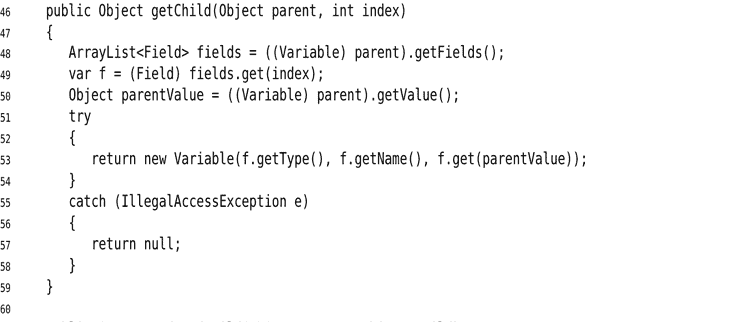 46 public Object getChild(Object parent, int index)
47 {
48 ArrayList<Field> fields = ((Variable) parent).getFields();
49 var f = (Field) fields.get(index);
50 Object parentValue = ((Variable) parent).getValue();
51 try
52 {
53 return new Variable(f.getType(), f.getName(), f.get(parentValue));
54 }
55 catch (IllegalAccessException e)
56 {
57 return null;
58 }
59 }
60